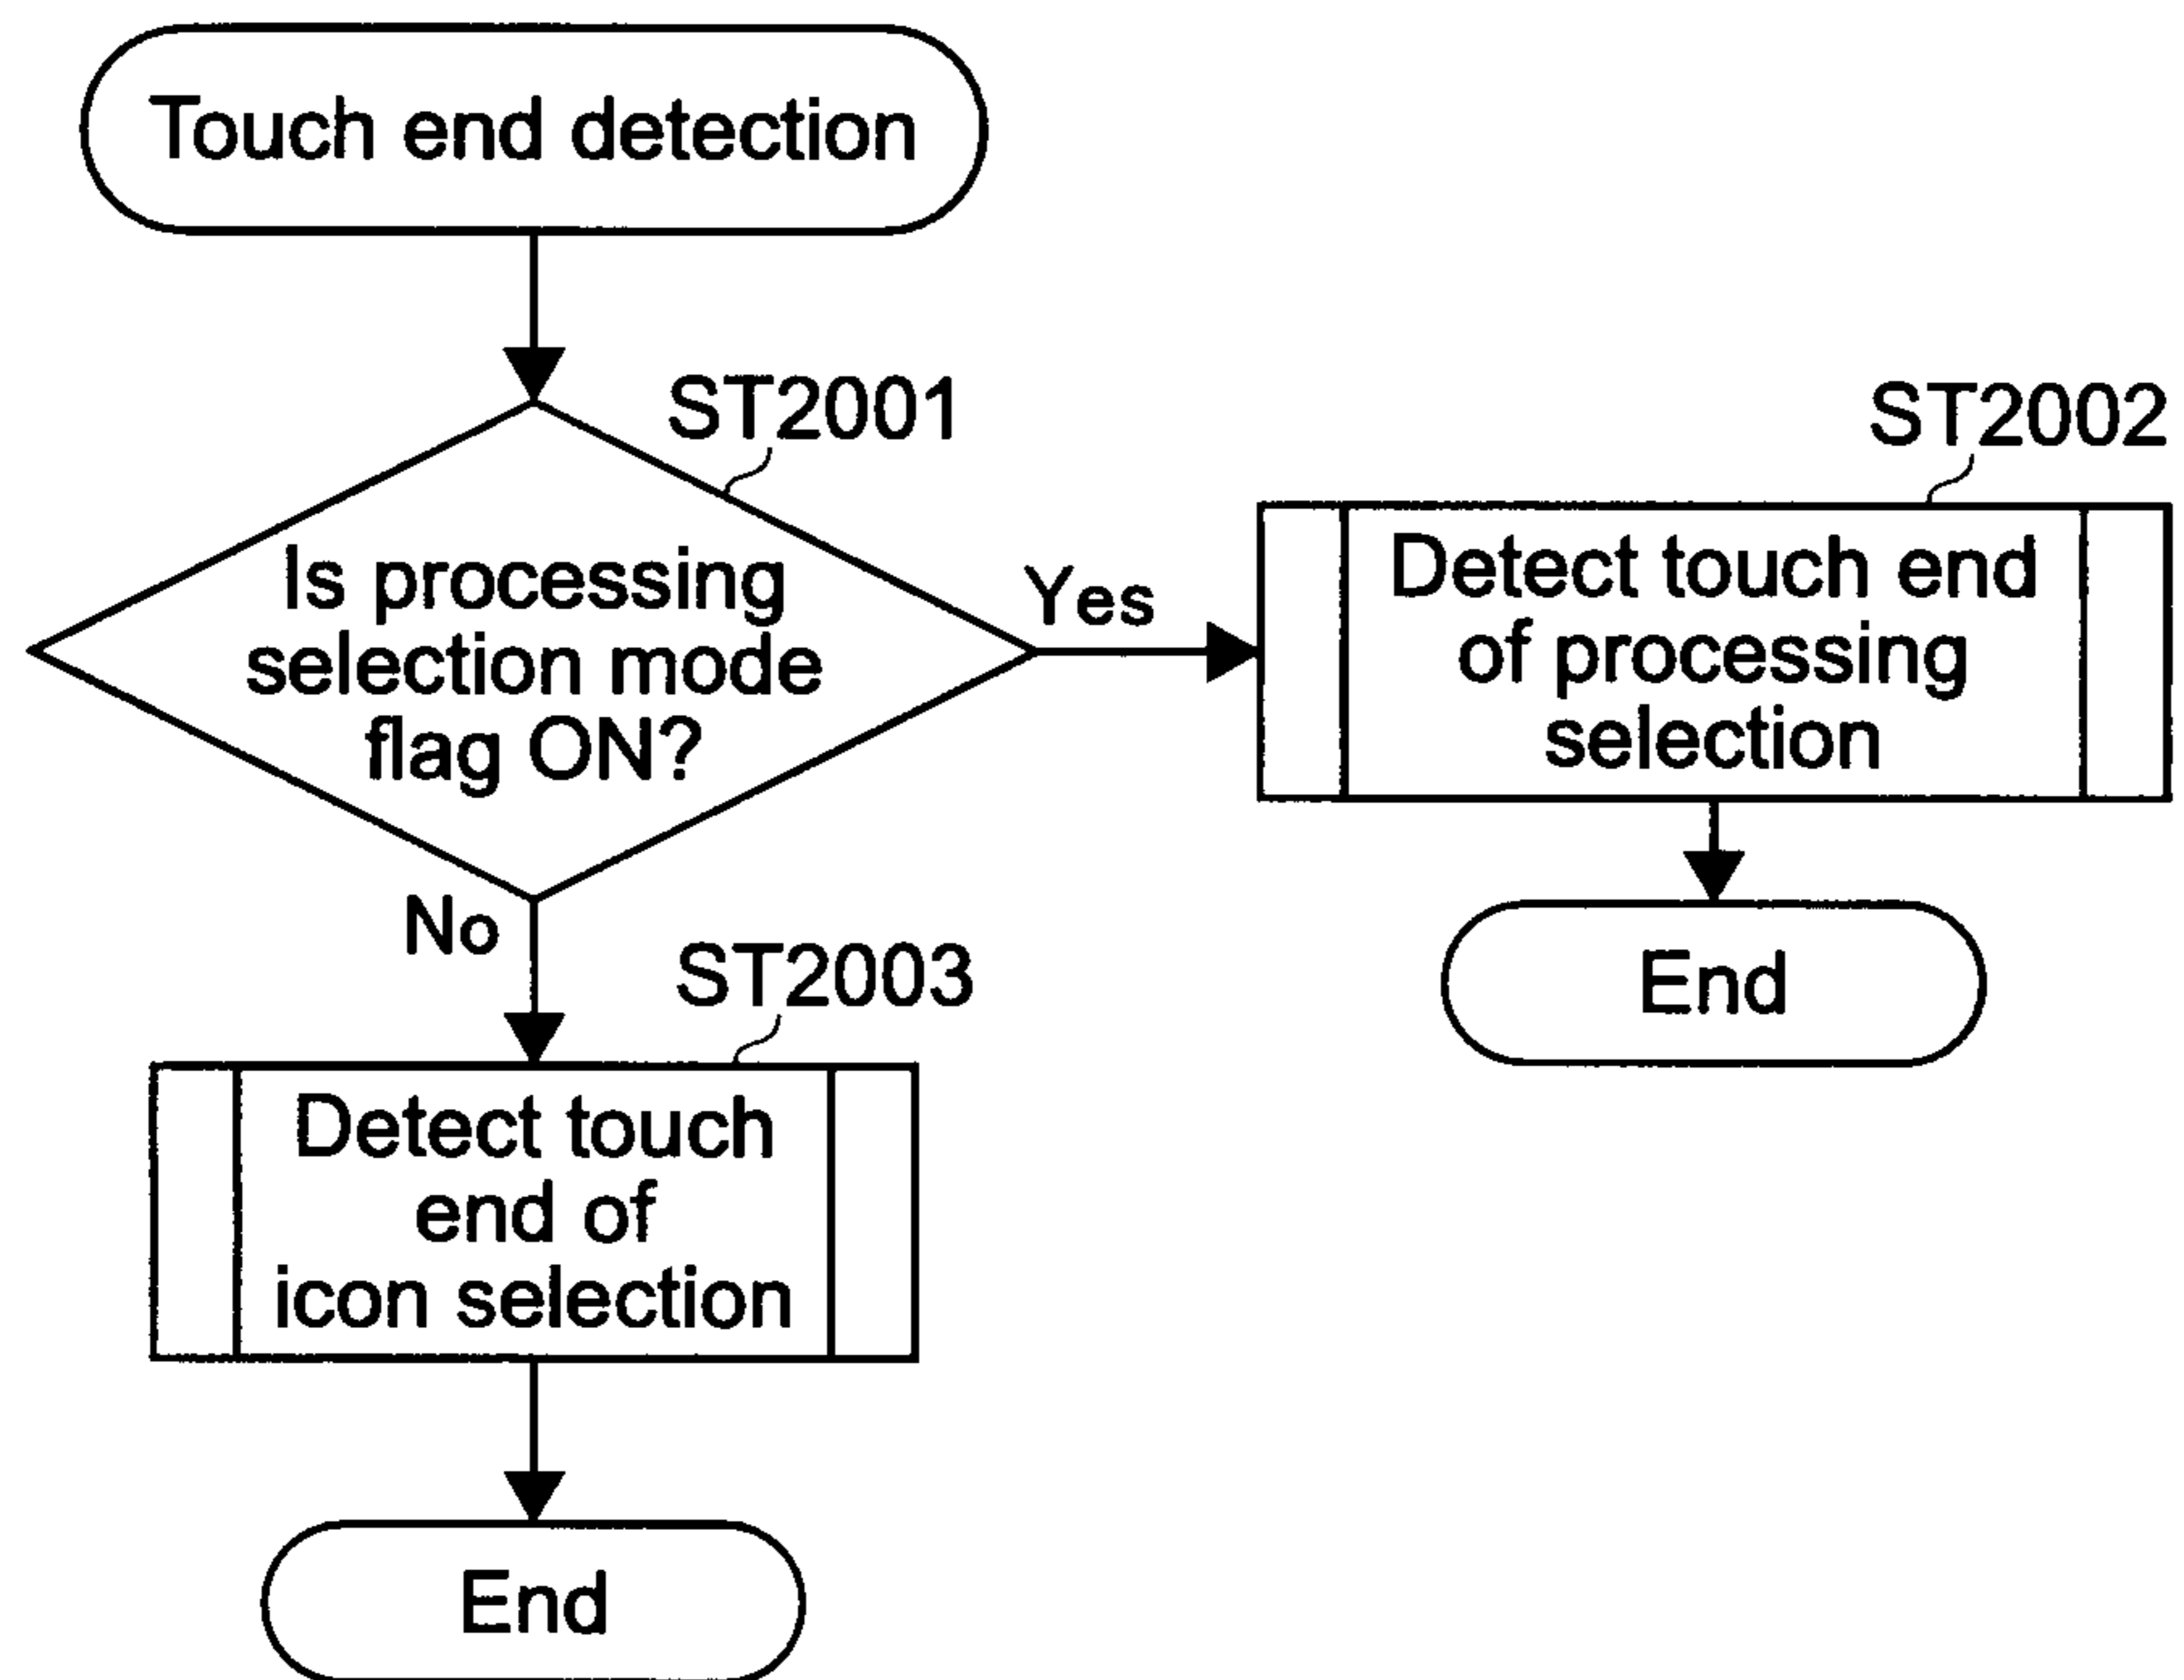 Touch end detection
ST2001
Is processing
selection mode
flag ON?
Yes
ST2002
Detect touch end
of processing
selection
End
No
ST2003
Detect touch
end of
icon selection
End